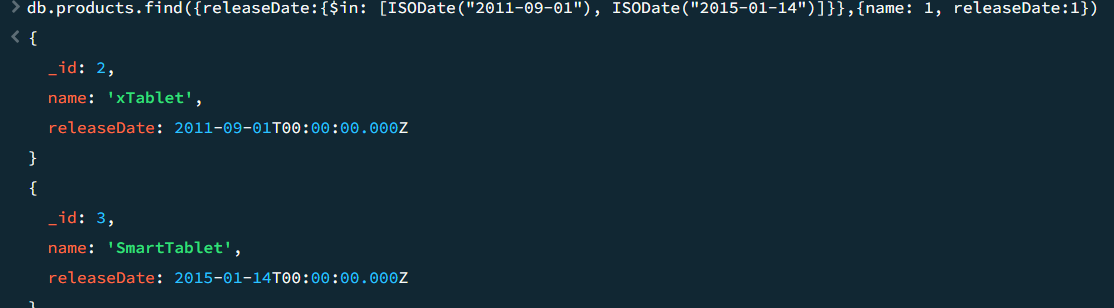 > db.products.find({releaseDate:{$in: [ISODate("2011-09-01"), ISODate("2015-01-14")]}},{name: 1, releaseDate:1})
< {
_id: 2,
name: 'xTablet',
releaseDate: 2011-09-01T00:00:00.000Z
}
{
_id: 3,
name: 'SmartTablet',
releaseDate: 2015-01-14T00:00:00.000Z
}